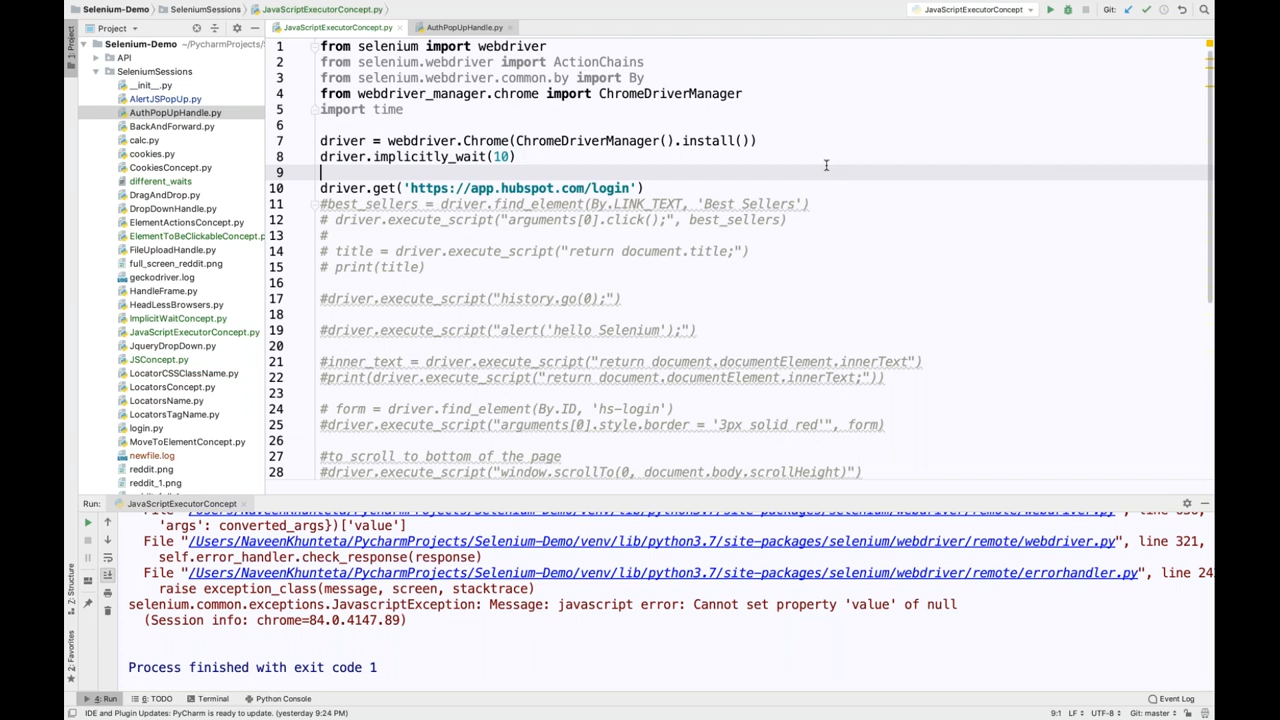 Selenium-Demo SeleniumSessions JavaScriptExecutorConcept.py
JavaScriptExecutorConcept Git:
Project
JavaScriptExecutorConcept.py AuthPopUpHandle.py
1: Project
Selenium-Demo ~/PycharmProjects/S
API
SeleniumSessions
__init__.py
AlertJSPopUp.py
AuthPopUpHandle.py
BackAndForward.py
calc.py
cookies.py
CookiesConcept.py
different_waits
DragAndDrop.py
DropDownHandle.py
ElementActionsConcept.py
ElementToBeClickableConcept.p
FileUploadHandle.py
full_screen_reddit.png
geckodriver.log
HandleFrame.py
HeadLessBrowsers.py
ImplicitWaitConcept.py
JavaScriptExecutorConcept.py
JqueryDropDown.py
JSConcept.py
LocatorCSSClassName.py
LocatorsConcept.py
LocatorsName.py
LocatorsTagName.py
login.py
MoveToElementConcept.py
newfile.log
reddit.png
reddit_1.png
1 from selenium import webdriver
2 from selenium.webdriver import ActionChains
3 from selenium.webdriver.common.by import By
4 from webdriver_manager.chrome import ChromeDriverManager
5 import time
6
7 driver = webdriver.Chrome(ChromeDriverManager().install())
8 driver.implicitly_wait(10)
9
10 driver.get('https://app.hubspot.com/login')
11 #best_sellers = driver.find_element(By.LINK_TEXT, 'Best Sellers')
12 # driver.execute_script("arguments[0].click();", best_sellers)
13 #
14 # title = driver.execute_script("return document.title;")
15 # print(title)
16
17 #driver.execute_script("history.go(0);")
18
19 #driver.execute_script("alert('hello Selenium');")
20
21 #inner_text = driver.execute_script("return document.documentElement.innerText")
22 #print(driver.execute_script("return document.documentElement.innerText;"))
23
24 # form = driver.find_element(By.ID, 'hs-login')
25 #driver.execute_script("arguments[0].style.border = '3px solid red'", form)
26
27 #to scroll to bottom of the page
28 #driver.execute_script("window.scrollTo(0, document.body.scrollHeight)")
Run: JavaScriptExecutorConcept
'args': converted_args})['value']
File "/Users/NaveenKhunteta/PycharmProjects/Selenium-Demo/venv/lib/python3.7/site-packages/selenium/webdriver/remote/webdriver.py", line 321,
self.error_handler.check_response(response)
File "/Users/NaveenKhunteta/PycharmProjects/Selenium-Demo/venv/lib/python3.7/site-packages/selenium/webdriver/remote/errorhandler.py", line 24
raise exception_class(message, screen, stacktrace)
selenium.common.exceptions.JavascriptException: Message: javascript error: Cannot set property 'value' of null
(Session info: chrome=84.0.4147.89)
Process finished with exit code 1
Z: Structure
2: Favorites
4: Run 6: TODO Terminal Python Console Event Log
IDE and Plugin Updates: PyCharm is ready to update. (yesterday 9:24 PM) 9:1 LF UTF-8 Git: master